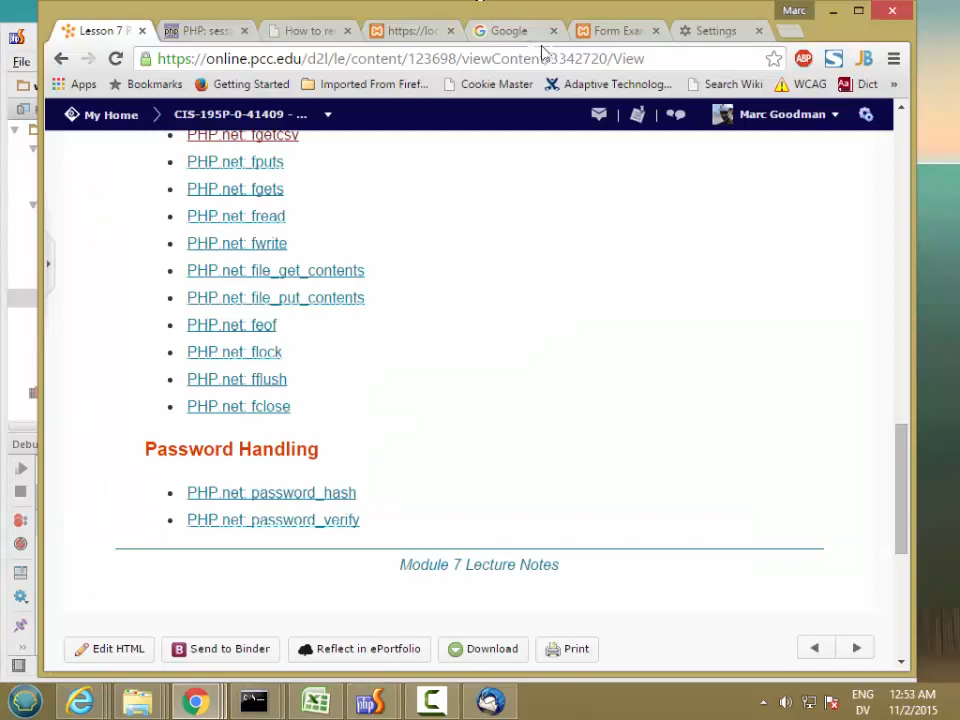 Marc
Lesson 7 P
PHP: sess
How to re
https://loc
Google
Form Exar
Settings
https://online.pcc.edu/d2l/le/content/123698/viewContent/3342720/View
Apps
Bookmarks
Getting Started
Imported From Firef...
Cookie Master
Adaptive Technolog...
Search Wiki
WCAG
Dict
»
File
My Home
CIS-195P-0-41409 - ...
Marc Goodman
PHP.net: fgetcsv
PHP.net: fputs
PHP.net: fgets
PHP.net: fread
PHP.net: fwrite
PHP.net: file_get_contents
PHP.net: file_put_contents
PHP.net: feof
PHP.net: flock
PHP.net: fflush
PHP.net: fclose
Debu
Password Handling
PHP.net: password_hash
PHP.net: password_verify
Module 7 Lecture Notes
Edit HTML
Send to Binder
Reflect in ePortfolio
Download
Print
ENG
DV
12:53 AM
11/2/2015